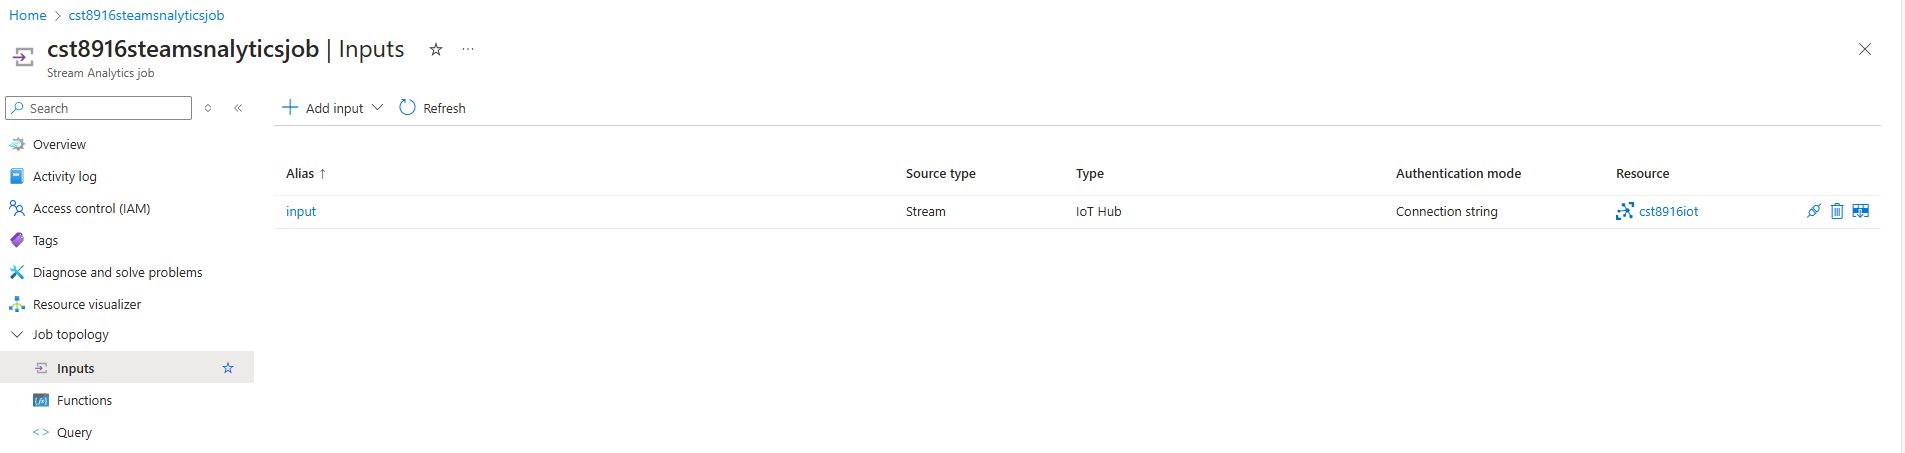 Home > cst8916steamsnalyticsjob
cst8916steamsnalyticsjob | Inputs
Stream Analytics job
Search
Add input
Refresh
Overview
Activity log
Access control (IAM)
Tags
Diagnose and solve problems
Resource visualizer
Job topology
Inputs
Functions
Query
Alias ↑ Source type Type Authentication mode Resource
input Stream IoT Hub Connection string cst8916iot